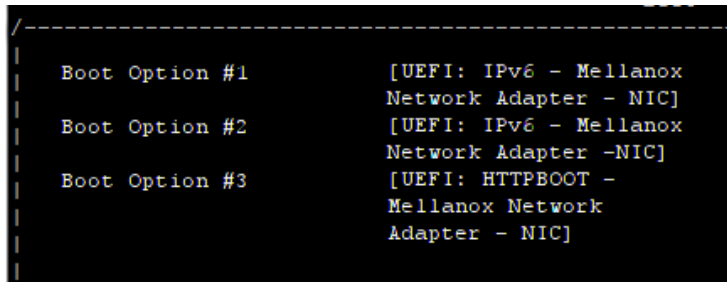 Boot Option #1 [UEFI: IPv6 - Mellanox
Network Adapter - NIC]
Boot Option #2 [UEFI: IPv6 - Mellanox
Network Adapter -NIC]
Boot Option #3 [UEFI: HTTPBOOT -
Mellanox Network
Adapter - NIC]